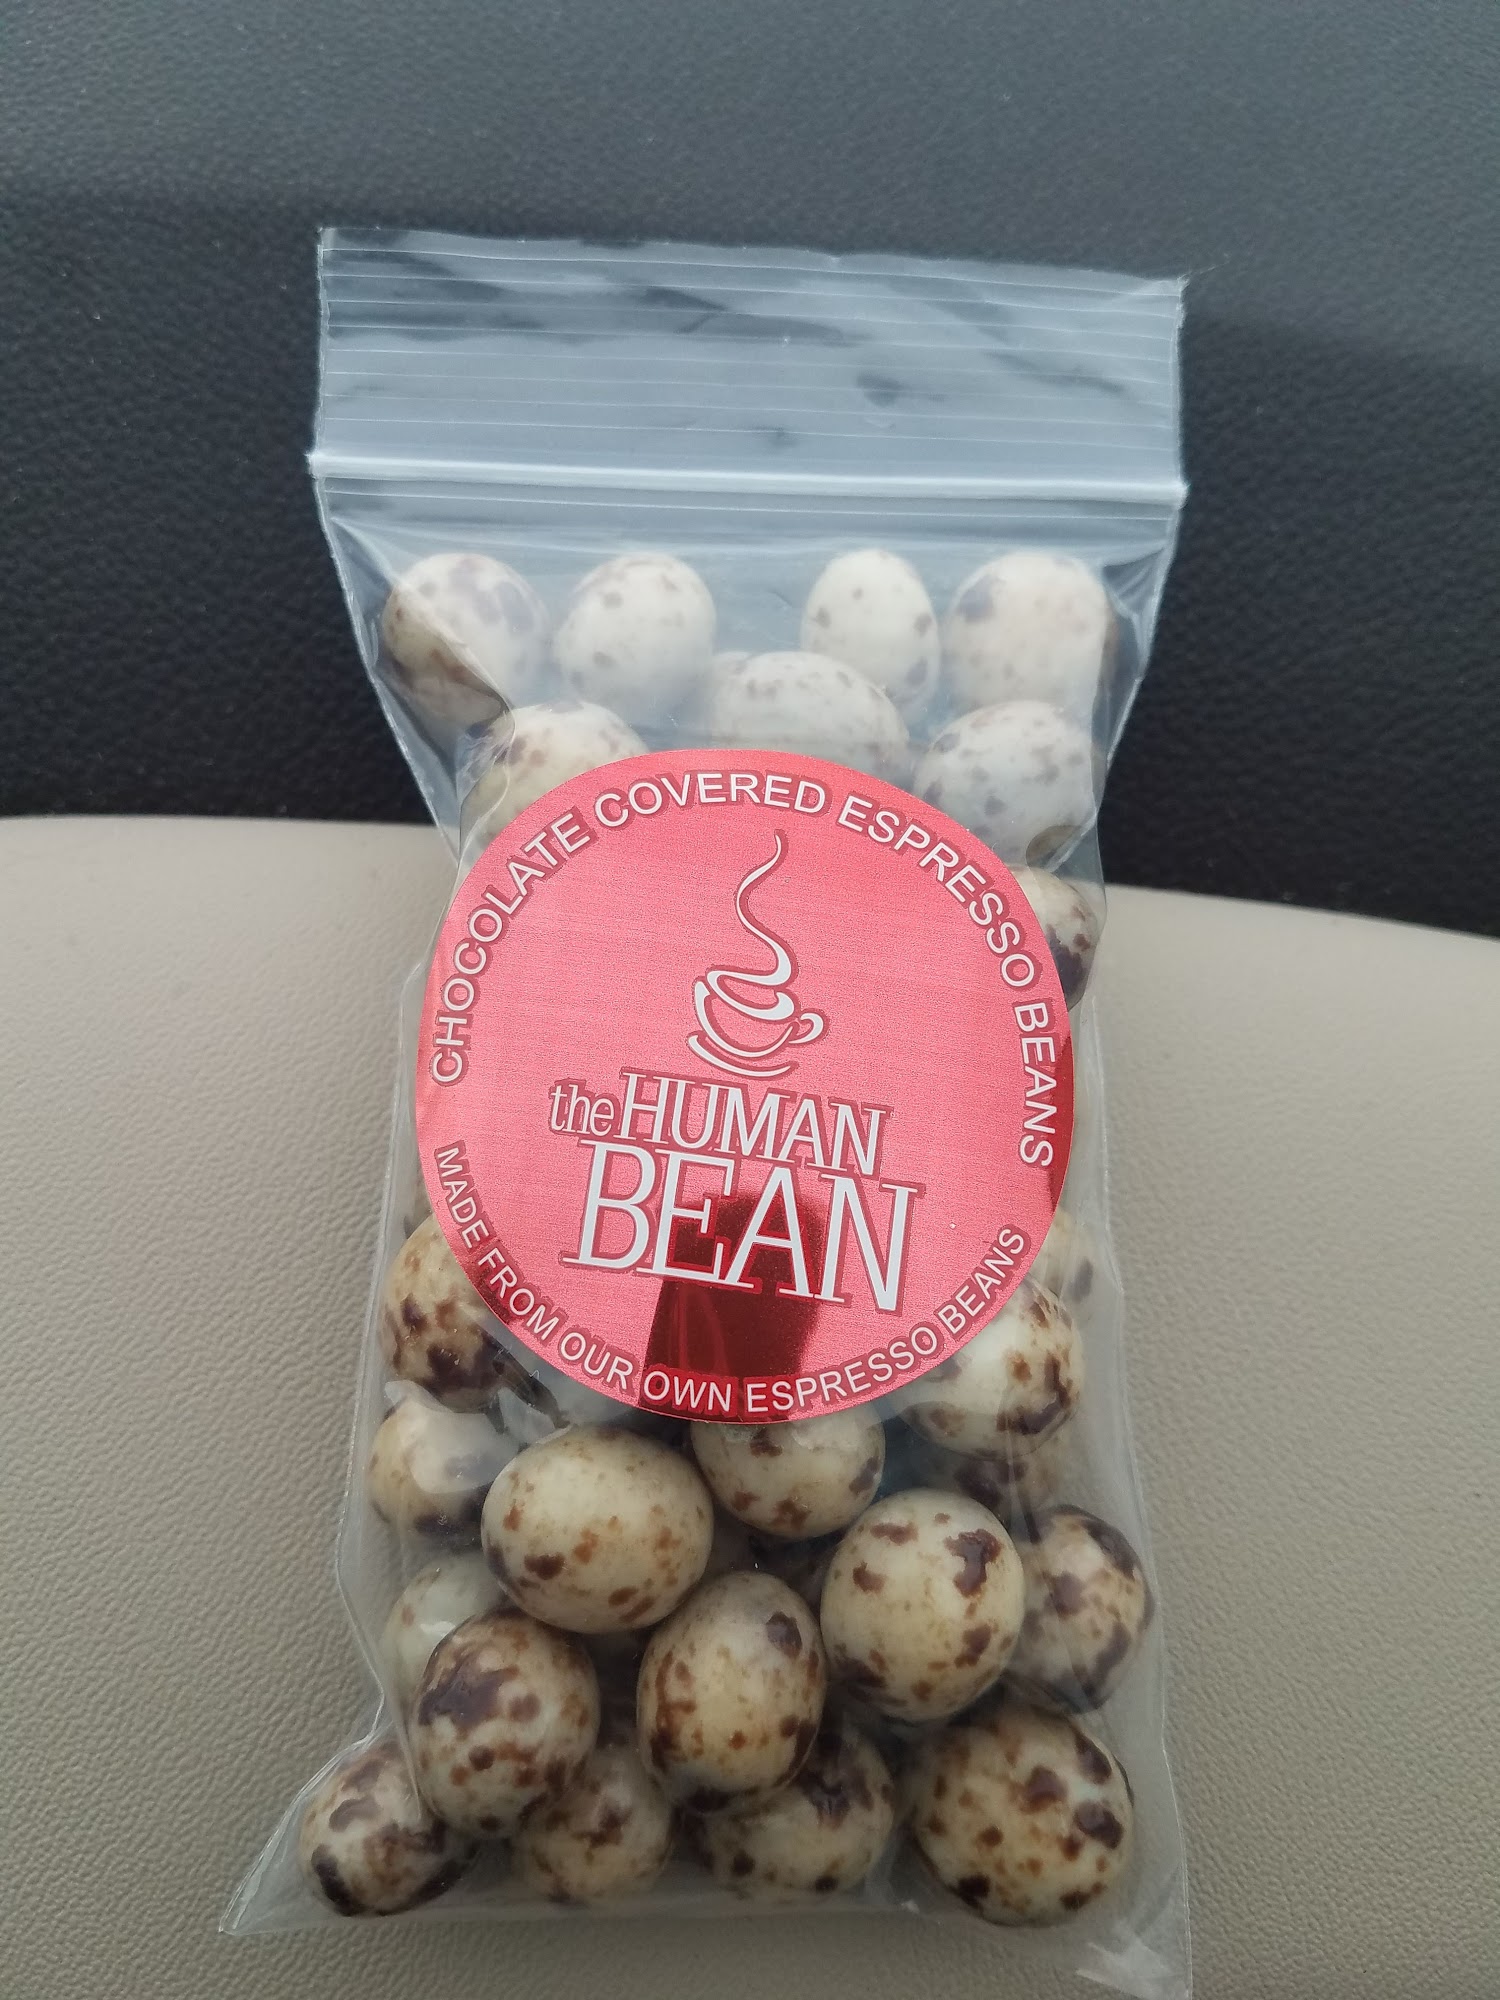 CHOCOLATE COVERED ESPRESSO BEANS
the HUMAN
BEAN
MADE FROM OUR OWN ESPRESSO BEANS